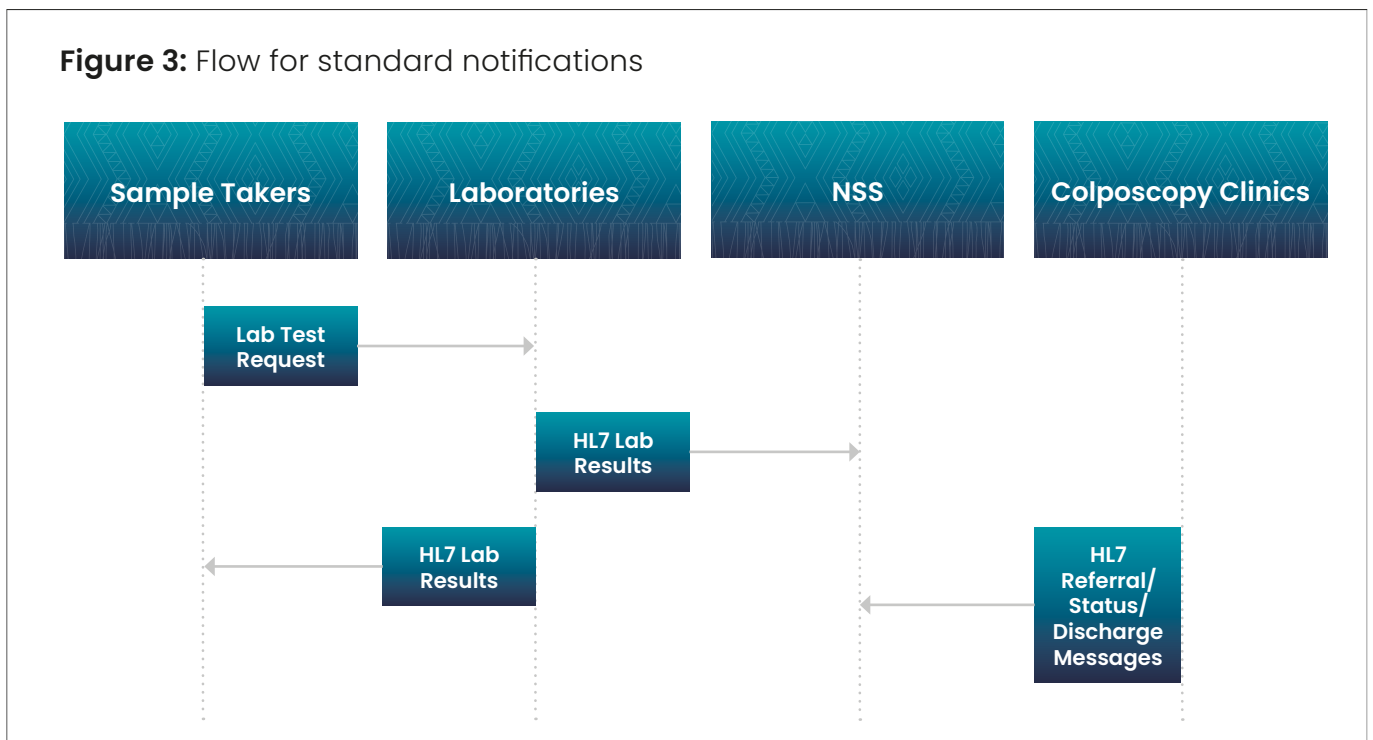 Figure 3: Flow for standard notifications
Sample Takers
Laboratories
NSS
Colposcopy Clinics
Lab Test
Request
HL7 Lab
Results
HL7 Lab
Results
HL7
Referral/
Status/
Discharge
Messages